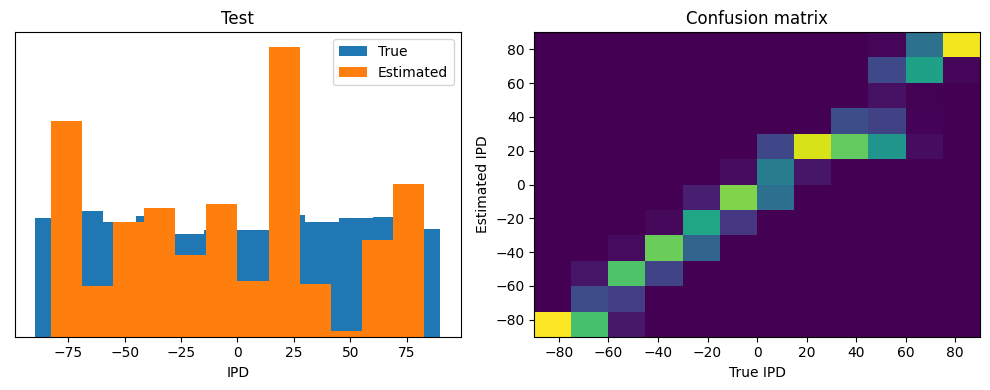 Test
True
Estimated
−75 −50 −25 0 25 50 75
IPD
Confusion matrix
Estimated IPD
80
60
40
20
0
−20
−40
−60
−80
−80 −60 −40 −20 0 20 40 60 80
True IPD